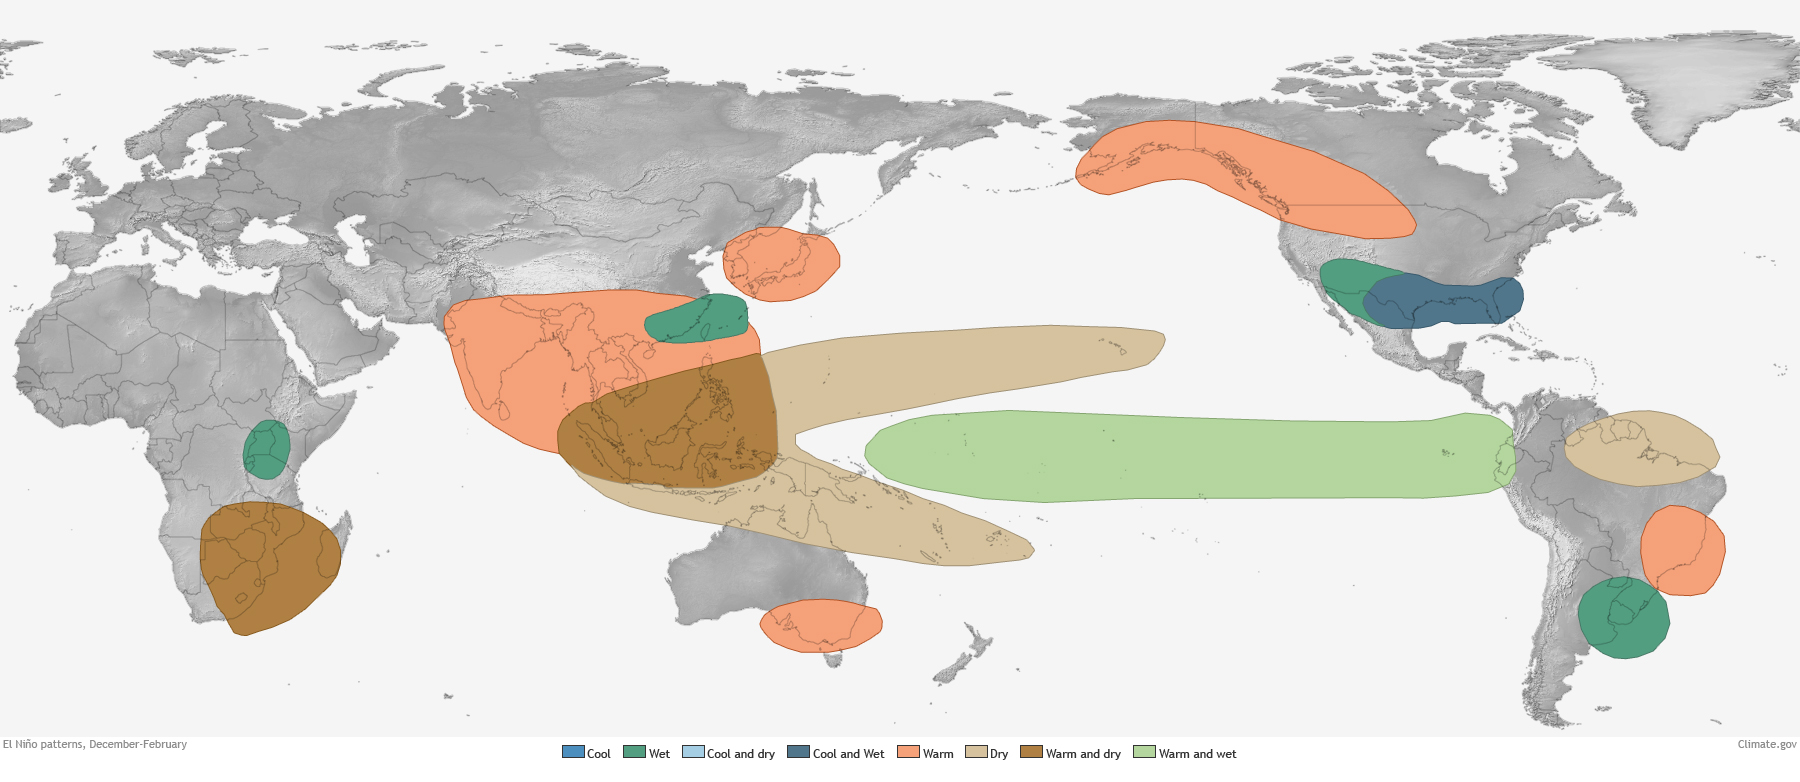 El Niño patterns, December-February
Climate.gov
Cool Wet Cool and dry Cool and Wet Warm Dry Warm and dry Warm and wet